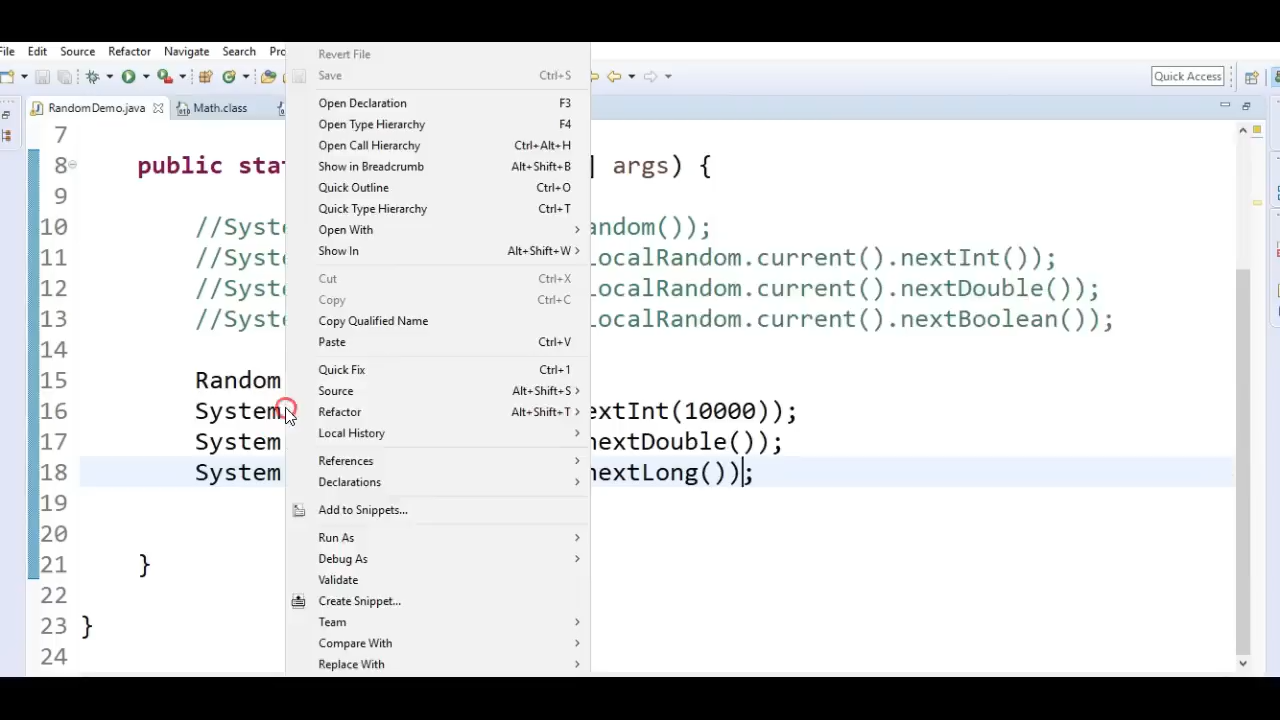 File Edit Source Refactor Navigate Search Pro
Quick Access
RandomDemo.java Math.class
Revert File
Save Ctrl+S
Open Declaration F3
Open Type Hierarchy F4
Open Call Hierarchy Ctrl+Alt+H
Show in Breadcrumb Alt+Shift+B
Quick Outline Ctrl+O
Quick Type Hierarchy Ctrl+T
Open With
Show In Alt+Shift+W
Cut Ctrl+X
Copy Ctrl+C
Copy Qualified Name
Paste Ctrl+V
Quick Fix Ctrl+1
Source Alt+Shift+S
Refactor Alt+Shift+T
Local History
References
Declarations
Add to Snippets...
Run As
Debug As
Validate
Create Snippet...
Team
Compare With
Replace With
7
8 public stat ] args) {
9
10 //Syste andom());
11 //Syste LocalRandom.current().nextInt());
12 //Syste LocalRandom.current().nextDouble());
13 //Syste LocalRandom.current().nextBoolean());
14
15 Random
16 System extInt(10000));
17 System nextDouble());
18 System nextLong());
19
20
21 }
22
23 }
24